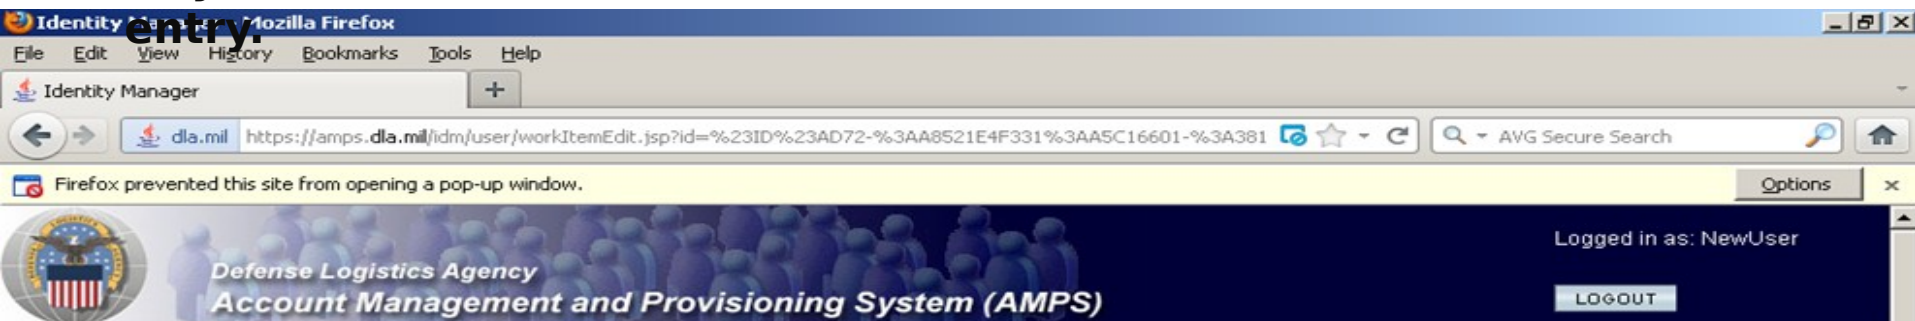 entry.
Identity Manager - Mozilla Firefox
File Edit View History Bookmarks Tools Help
Identity Manager
dla.mil https://amps.dla.mil/idm/user/workItemEdit.jsp?id=%23ID%23AD72-%3AA8521E4F331%3AA5C16601-%3A381 AVG Secure Search
Firefox prevented this site from opening a pop-up window. Options
Logged in as: NewUser
Defense Logistics Agency
Account Management and Provisioning System (AMPS)
LOGOUT